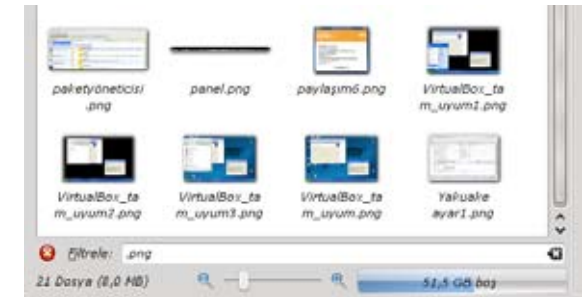 paketyöneticisi
.png
panel.png
paylaşım6.png
VirtualBox_ta
m_uyum1.png
VirtualBox_ta
m_uyum2.png
VirtualBox_ta
m_uyum3.png
VirtualBox_ta
m_uyum.png
Yakuake
ayar1.png
Filtrele: .png
21 Dosya (8,0 MB)
51,5 GB boş